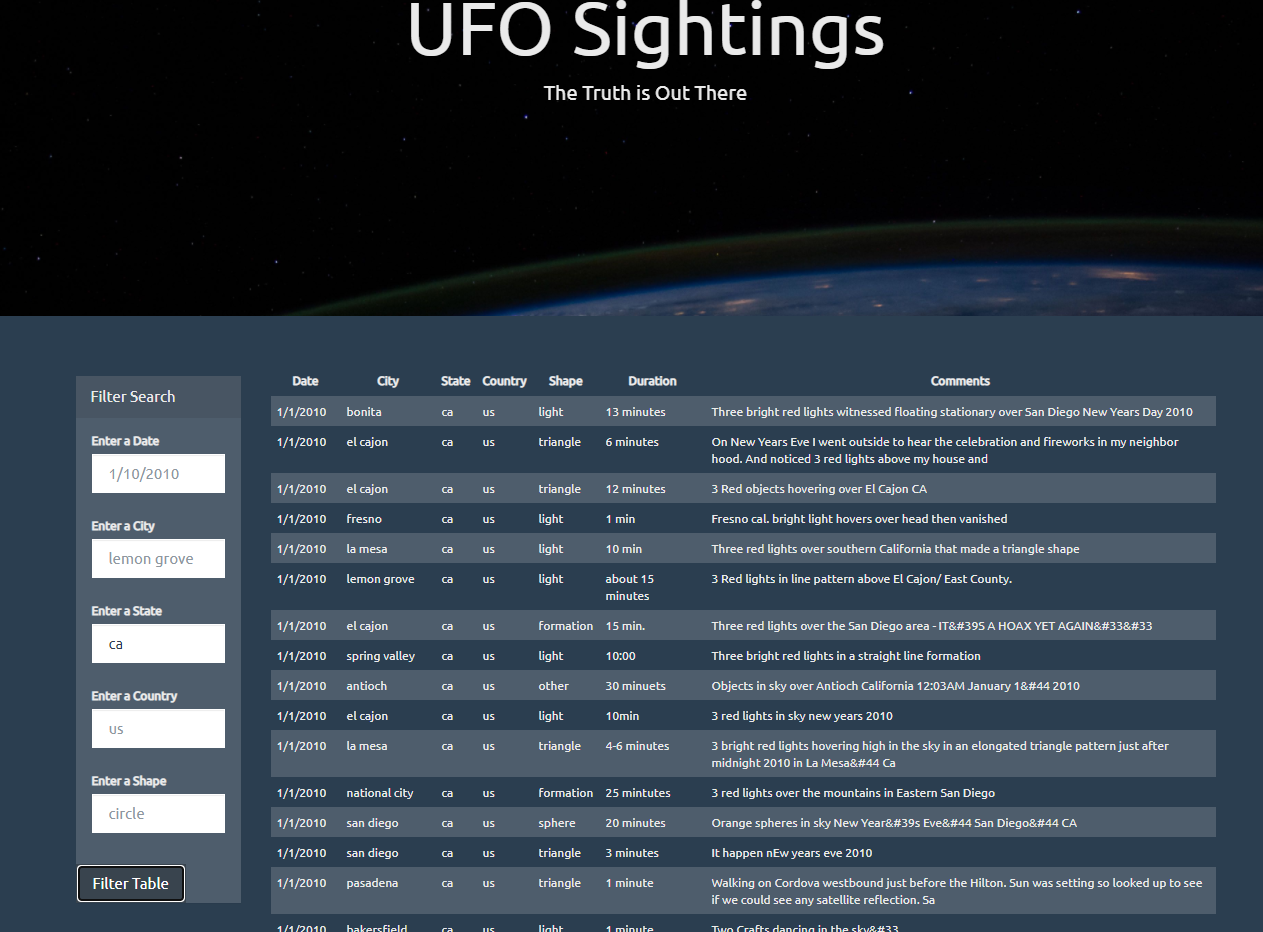 UFO Sightings
The Truth is Out There
Filter Search
Enter a Date
1/10/2010
Enter a City
lemon grove
Enter a State
ca
Enter a Country
us
Enter a Shape
circle
Filter Table
Date City State Country Shape Duration Comments
1/1/2010 bonita ca us light 13 minutes Three bright red lights witnessed floating stationary over San Diego New Years Day 2010
1/1/2010 el cajon ca us triangle 6 minutes On New Years Eve I went outside to hear the celebration and fireworks in my neighbor
hood. And noticed 3 red lights above my house and
1/1/2010 el cajon ca us triangle 12 minutes 3 Red objects hovering over El Cajon CA
1/1/2010 fresno ca us light 1 min Fresno cal. bright light hovers over head then vanished
1/1/2010 la mesa ca us light 10 min Three red lights over southern California that made a triangle shape
1/1/2010 lemon grove ca us light about 15 3 Red lights in line pattern above El Cajon/ East County.
minutes
1/1/2010 el cajon ca us formation 15 min. Three red lights over the San Diego area - IT&#395 A HOAX YET AGAIN&#33&#33
1/1/2010 spring valley ca us light 10:00 Three bright red lights in a straight line formation
1/1/2010 antioch ca us other 30 minuets Objects in sky over Antioch California 12:03AM January 1&#44 2010
1/1/2010 el cajon ca us light 10min 3 red lights in sky new years 2010
1/1/2010 la mesa ca us triangle 4-6 minutes 3 bright red lights hovering high in the sky in an elongated triangle pattern just after
midnight 2010 in La Mesa&#44 Ca
1/1/2010 national city ca us formation 25 mintutes 3 red lights over the mountains in Eastern San Diego
1/1/2010 san diego ca us sphere 20 minutes Orange spheres in sky New Year&#39s Eve&#44 San Diego&#44 CA
1/1/2010 san diego ca us triangle 3 minutes It happen nEw years eve 2010
1/1/2010 pasadena ca us triangle 1 minute Walking on Cordova westbound just before the Hilton. Sun was setting so looked up to see
if we could see any satellite reflection. Sa
1/1/2010 bakersfield ca us light 1 minute Two Crafts dancing in the sky&#33